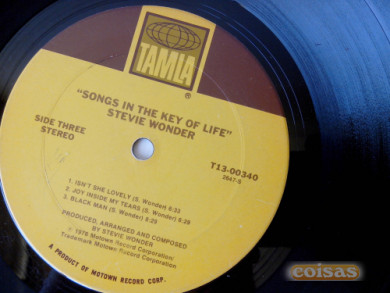 TAMLA
®
"SONGS IN THE KEY OF LIFE"
STEVIE WONDER
SIDE THREE
STEREO
T13-00340
2647-S
1. ISN'T SHE LOVELY (S. Wonder) 6:33
2. JOY INSIDE MY TEARS (S. Wonder) 6:29
3. BLACK MAN (S. Wonder) 8:29
PRODUCED, ARRANGED AND COMPOSED
BY STEVIE WONDER
℗ 1976 Motown Record Corporation/
Trademark Motown Record Corporation
A PRODUCT OF MOTOWN RECORD CORP.
coisas